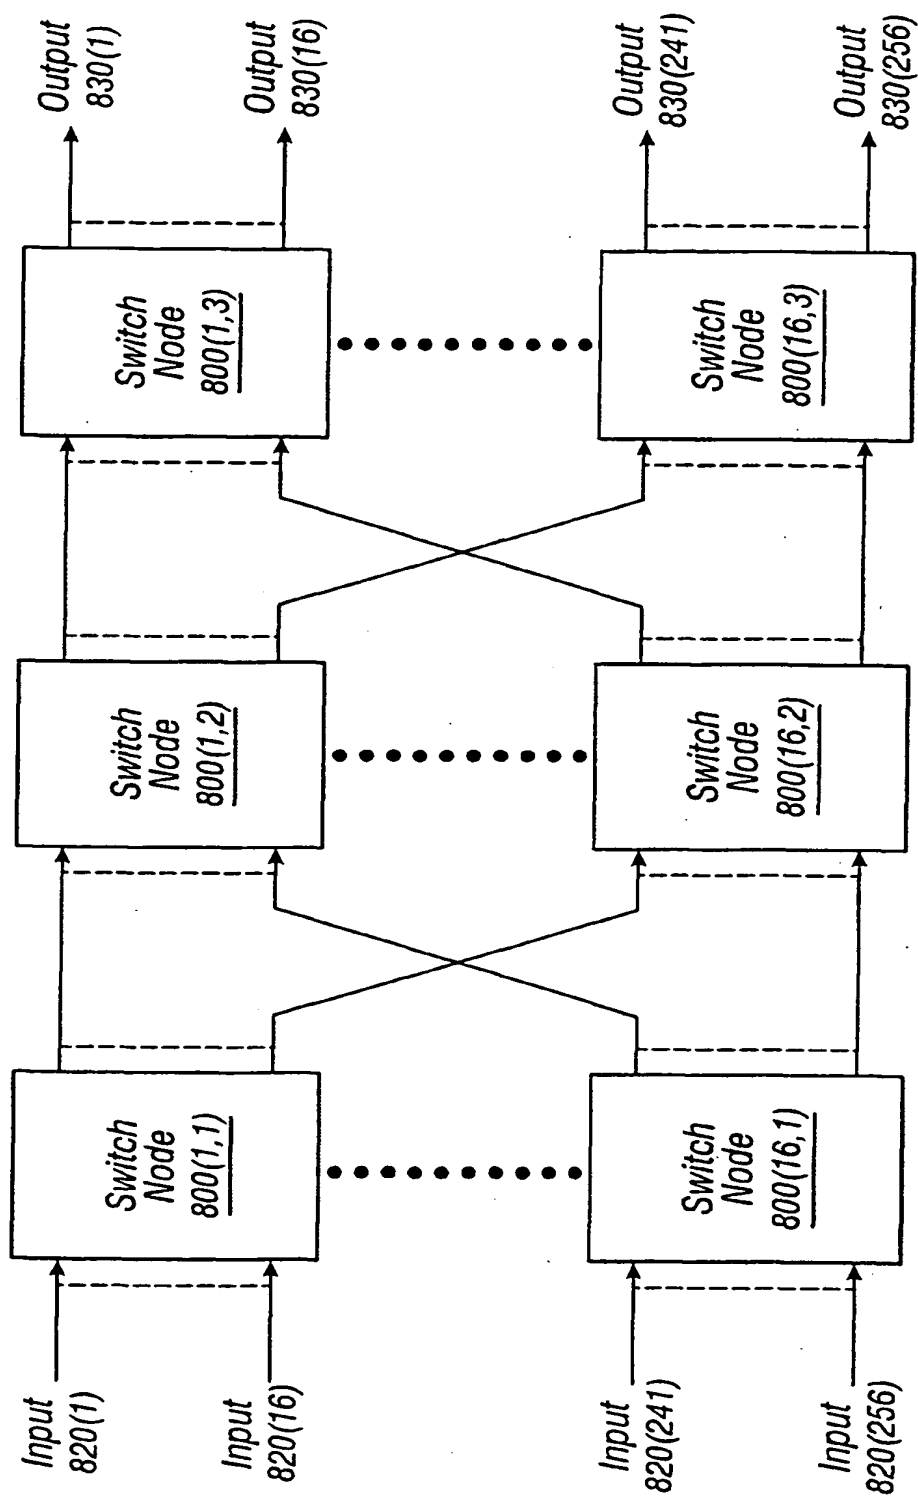 Input
820(1)
Input
820(16)
Input
820(241)
Input
820(256)
Switch
Node
800(1,1)
Switch
Node
800(16,1)
Switch
Node
800(1,2)
Switch
Node
800(16,2)
Switch
Node
800(1,3)
Switch
Node
800(16,3)
Output
830(1)
Output
830(16)
Output
830(241)
Output
830(256)